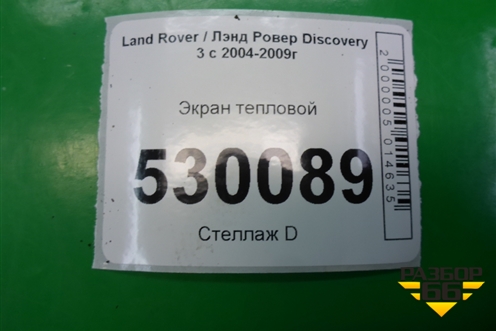 Land Rover / Лэнд Ровер Discovery
3 с 2004-2009г
Экран тепловой
530089
Стеллаж D
2000005014635
РАЗБОР
66